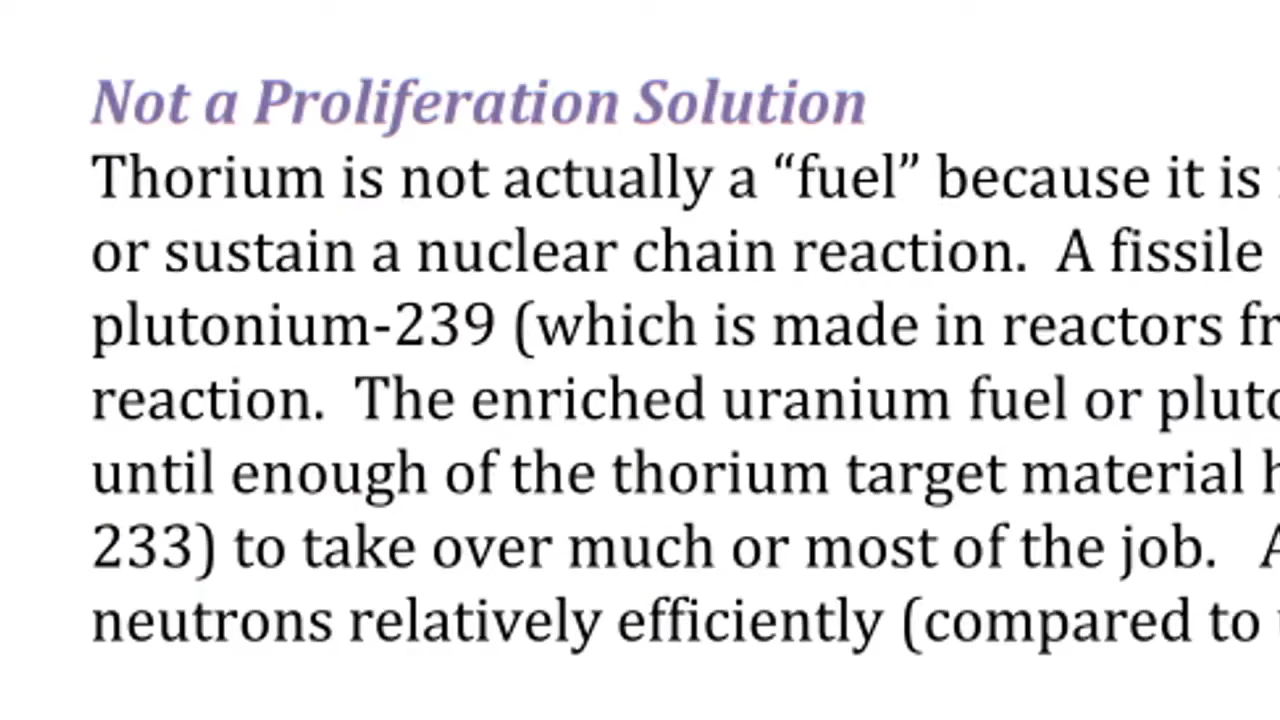 Not a Proliferation Solution
Thorium is not actually a “fuel” because it is
or sustain a nuclear chain reaction.  A fissile
plutonium-239 (which is made in reactors fr
reaction.  The enriched uranium fuel or pluto
until enough of the thorium target material h
233) to take over much or most of the job.   A
neutrons relatively efficiently (compared to